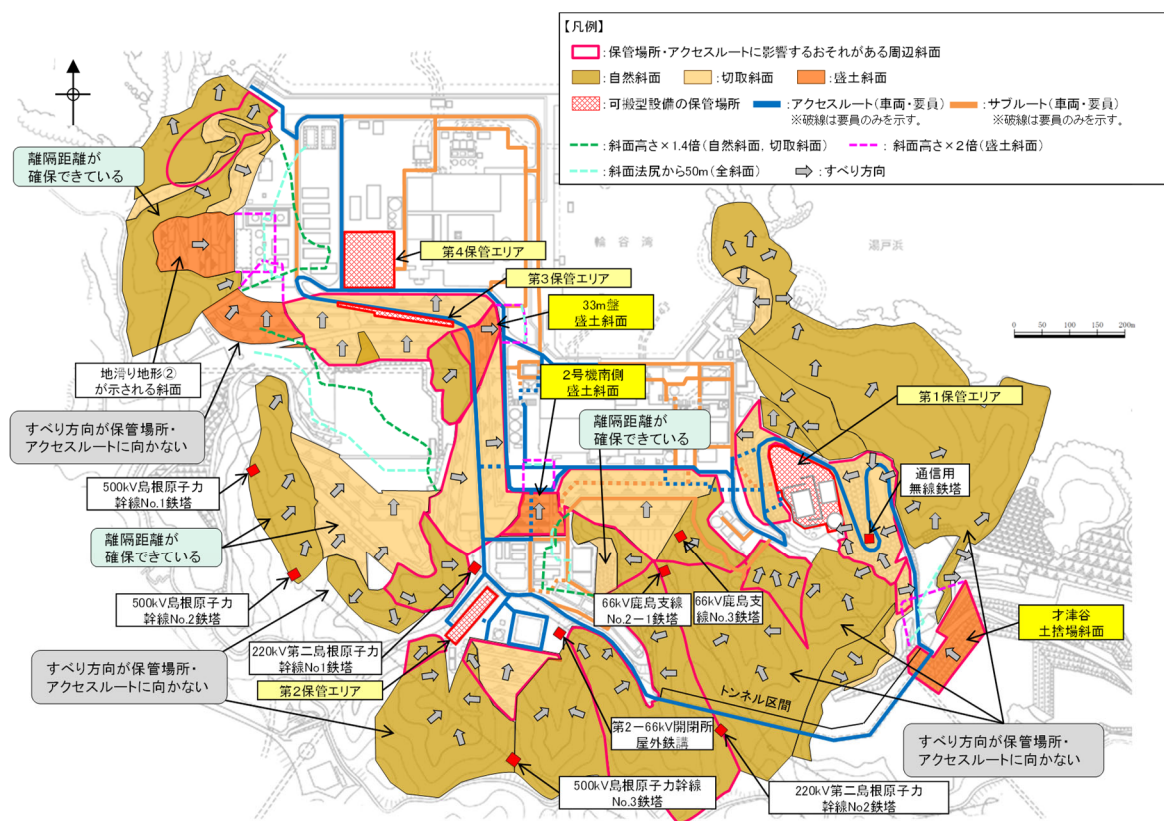 【凡例】
:保管場所・アクセスルートに影響するおそれがある周辺斜面
:自然斜面
:切取斜面
:盛土斜面
:可搬型設備の保管場所
:アクセスルート(車両・要員)
※破線は要員のみを示す。
:サブルート(車両・要員)
※破線は要員のみを示す。
:斜面高さ×1.4倍(自然斜面,切取斜面)
:斜面高さ×2倍(盛土斜面)
:斜面法尻から50m(全斜面)
:すべり方向
離隔距離が
確保できている
第4保管エリア
輪谷湾
湯戸浜
第3保管エリア
33m盤
盛土斜面
0 50 100 150 200m
地滑り地形②
が示される斜面
2号機南側
盛土斜面
第1保管エリア
すべり方向が保管場所・
アクセスルートに向かない
離隔距離が
確保できている
通信用
無線鉄塔
500kV島根原子力
幹線No.1鉄塔
離隔距離が
確保できている
500kV島根原子力
幹線No.2鉄塔
66kV鹿島支線
No.2-1鉄塔
66kV鹿島支
線No.3鉄塔
才津谷
土捨場斜面
220kV第二島根原子力
幹線No1鉄塔
すべり方向が保管場所・
アクセスルートに向かない
第2保管エリア
トンネル区間
第2-66kV開閉所
屋外鉄講
すべり方向が保管場所・
アクセスルートに向かない
500kV島根原子力幹線
No.3鉄塔
220kV第二島根原子力
幹線No2鉄塔